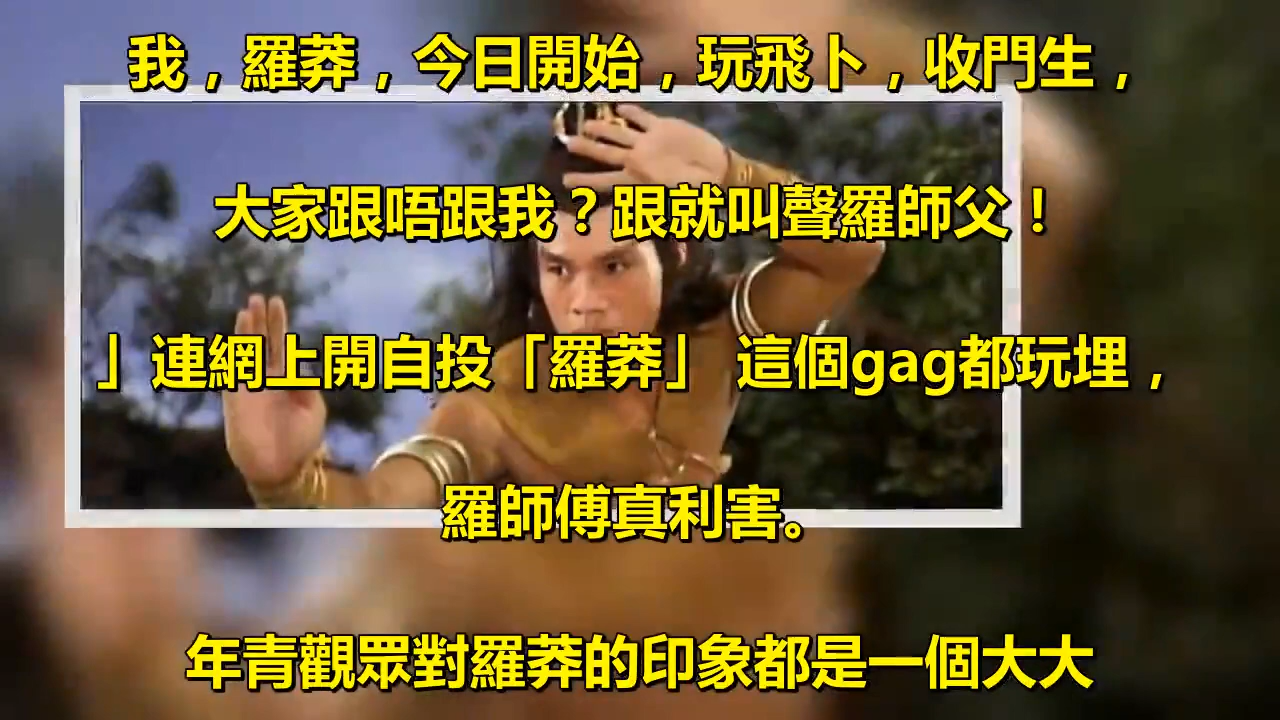 我，羅莽，今日開始，玩飛卜，收門生，
大家跟唔跟我？跟就叫聲羅師父！
」連網上開自投「羅莽」 這個gag都玩埋，
羅師傅真利害。
年青觀眾對羅莽的印象都是一個大大